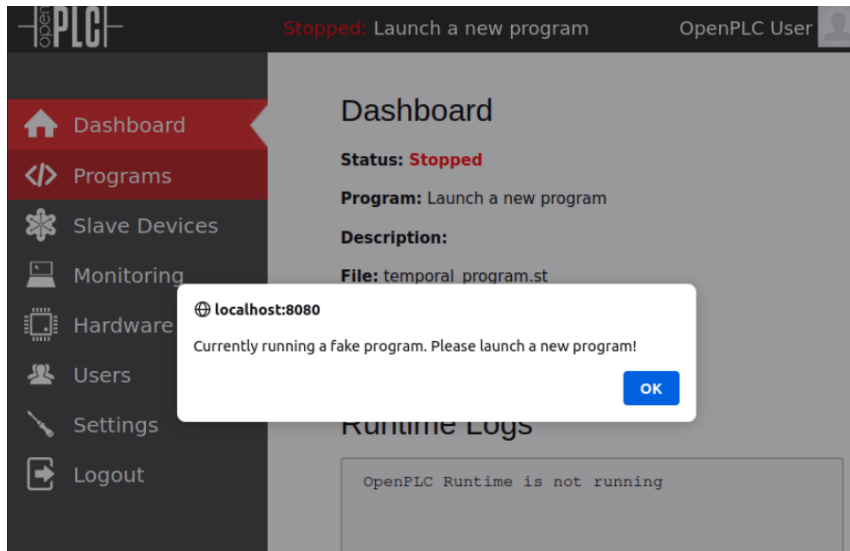 open PLC
Stopped: Launch a new program
OpenPLC User
Dashboard
Programs
Slave Devices
Monitoring
Hardware
Users
Settings
Logout
Dashboard
Status: Stopped
Program: Launch a new program
Description:
File: temporal_program.st
localhost:8080
Currently running a fake program. Please launch a new program!
OK
Runtime Logs
OpenPLC Runtime is not running